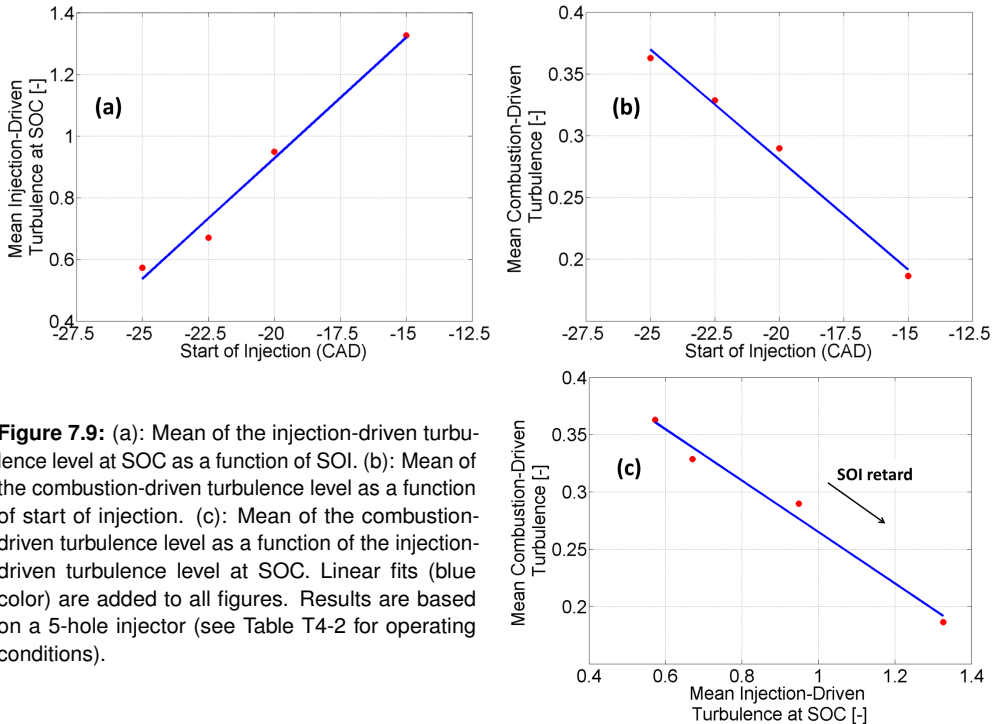 1.4
1.2
1
0.8
0.6
0.4
Mean Injection-Driven
Turbulence at SOC [-]
(a)
-27.5 -25 -22.5 -20 -17.5 -15 -12.5
Start of Injection (CAD)
0.4
0.35
0.3
0.25
0.2
Mean Combustion-Driven
Turbulence [-]
(b)
-27.5 -25 -22.5 -20 -17.5 -15 -12.5
Start of Injection (CAD)
Figure 7.9: (a): Mean of the injection-driven turbu-
lence level at SOC as a function of SOI. (b): Mean of
the combustion-driven turbulence level as a function
of start of injection. (c): Mean of the combustion-
driven turbulence level as a function of the injection-
driven turbulence level at SOC. Linear fits (blue
color) are added to all figures. Results are based
on a 5-hole injector (see Table T4-2 for operating
conditions).
0.4
0.35
0.3
0.25
0.2
Mean Combustion-Driven
Turbulence [-]
(c)
SOI retard
0.4 0.6 0.8 1 1.2 1.4
Mean Injection-Driven
Turbulence at SOC [-]